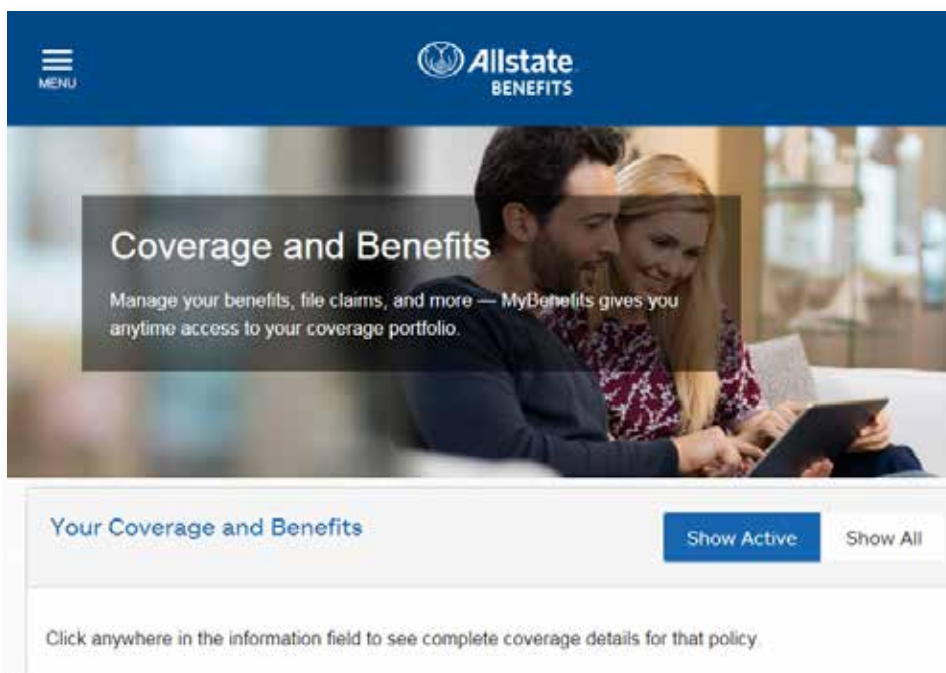 MENU
Allstate
BENEFITS
Coverage and Benefits
Manage your benefits, file claims, and more — MyBenefits gives you
anytime access to your coverage portfolio.
Your Coverage and Benefits
Show Active
Show All
Click anywhere in the information field to see complete coverage details for that policy.